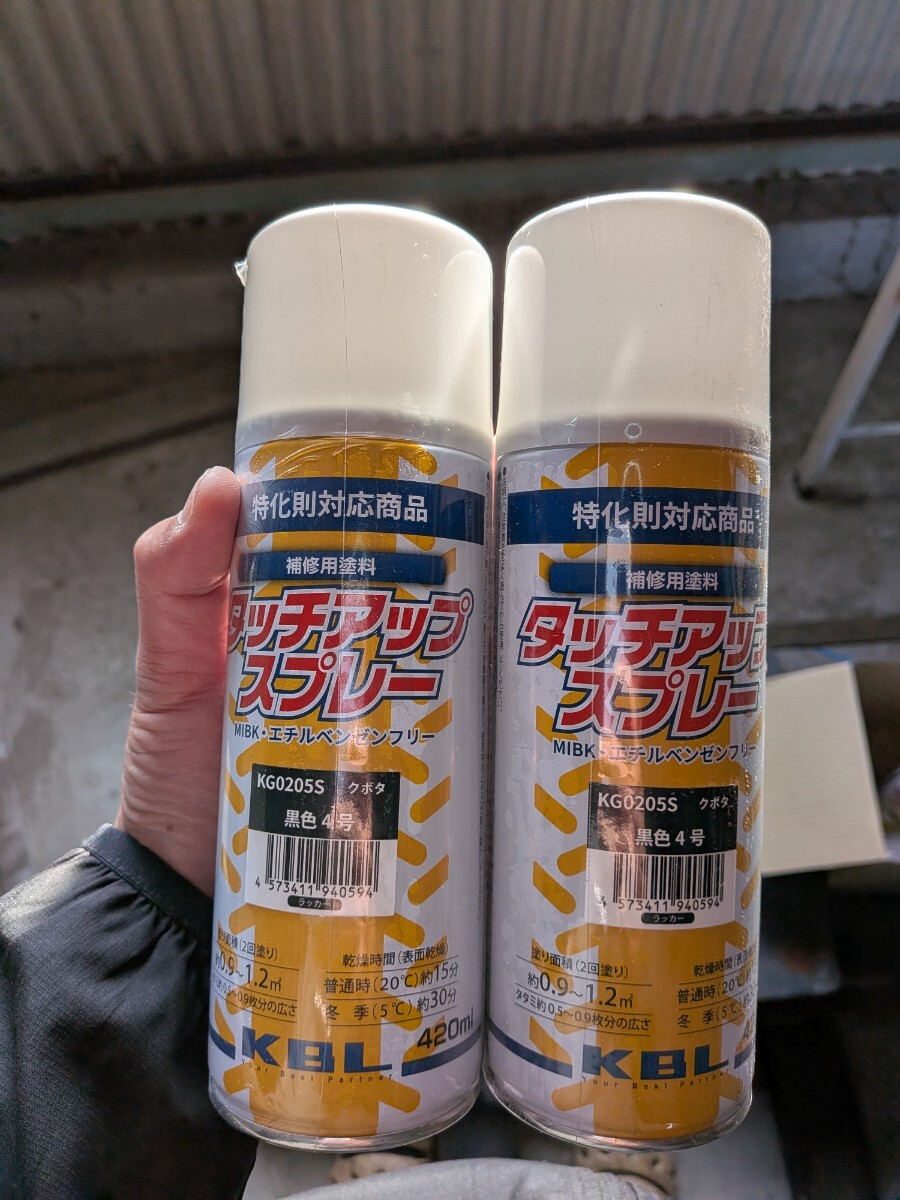 特化則対応商品
補修用塗料
タッチアップ
スプレー
MIBK・エチルベンゼンフリー
KG0205S クボタ
黒色4号
4 573411 940594
ラッカー
塗り面積(2回塗り)
約0.9～1.2㎡
約0.5～0.9枚分の広さ
乾燥時間(表面乾燥)
普通時(20℃)約15分
冬 季(5℃)約30分
420ml
KBL
Your Best Partner
特化則対応商品
補修用塗料
タッチアップ
スプレー
MIBK・エチルベンゼンフリー
KG0205S クボタ
黒色4号
4 573411 940594
ラッカー
塗り面積(2回塗り)
約0.9～1.2㎡
タタミ約0.5～0.9枚分の広さ
乾燥時間(表面
普通時(20℃)
冬 季(5℃)
KBL
Your Best Partner